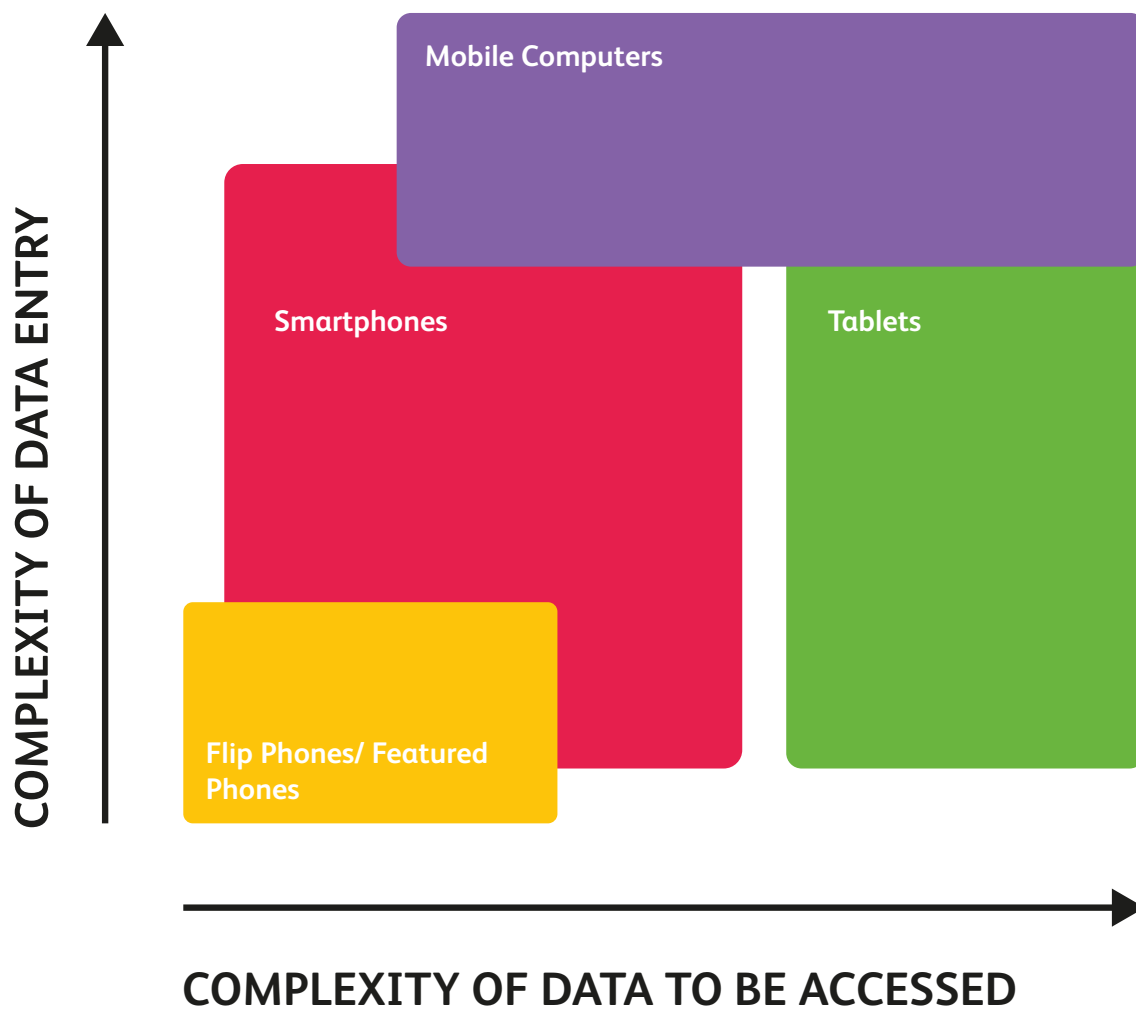 Mobile Computers
COMPLEXITY OF DATA ENTRY
Smartphones
Tablets
Flip Phones/ Featured
Phones
COMPLEXITY OF DATA TO BE ACCESSED